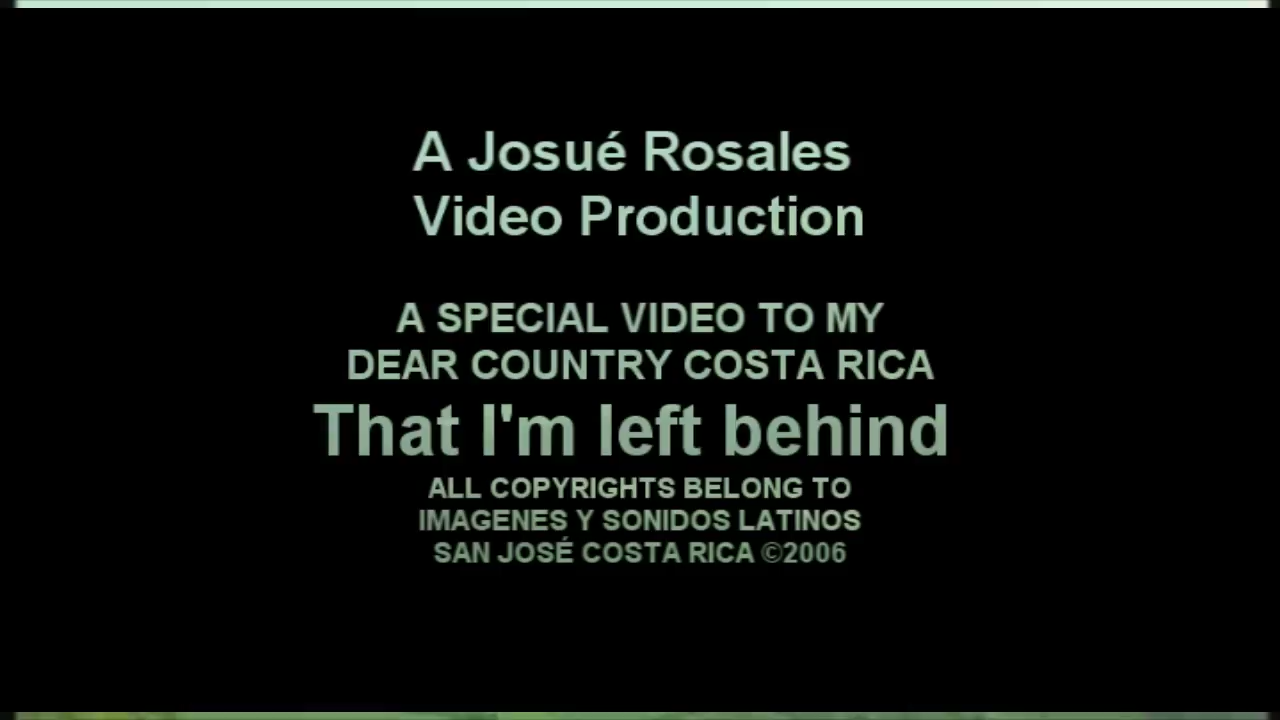 A Josué Rosales
Video Production
A SPECIAL VIDEO TO MY
DEAR COUNTRY COSTA RICA
That I'm left behind
ALL COPYRIGHTS BELONG TO
IMAGENES Y SONIDOS LATINOS
SAN JOSÉ COSTA RICA ©2006